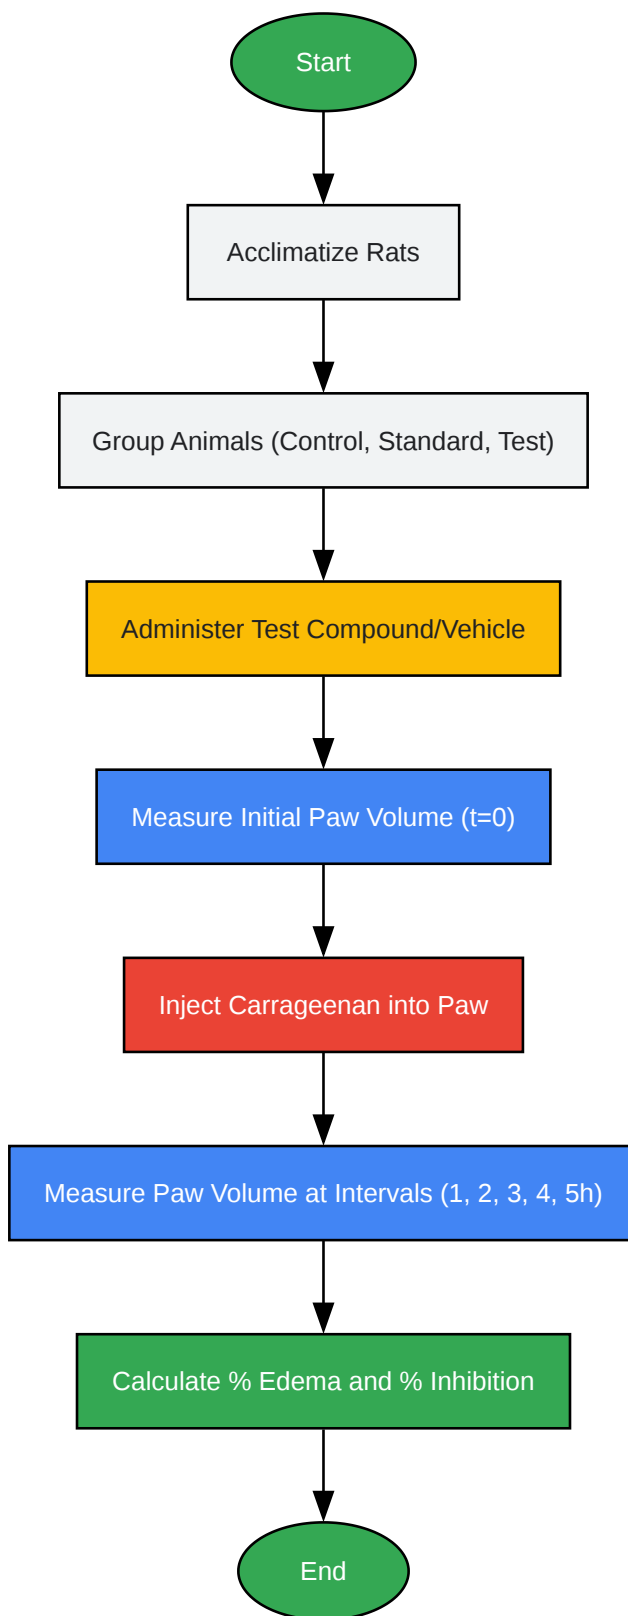 Start
Acclimatize Rats
Group Animals (Control, Standard, Test)
Administer Test Compound/Vehicle
Measure Initial Paw Volume (t=0)
Inject Carrageenan into Paw
Measure Paw Volume at Intervals (1, 2, 3, 4, 5h)
Calculate % Edema and % Inhibition
End